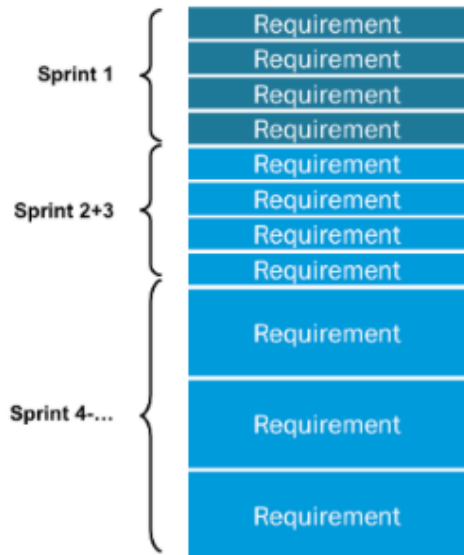 Requirement
Requirement
Sprint 1
Requirement
Requirement
Requirement
Sprint 2+3
Requirement
Requirement
Requirement
Requirement
Sprint 4-...
Requirement
Requirement